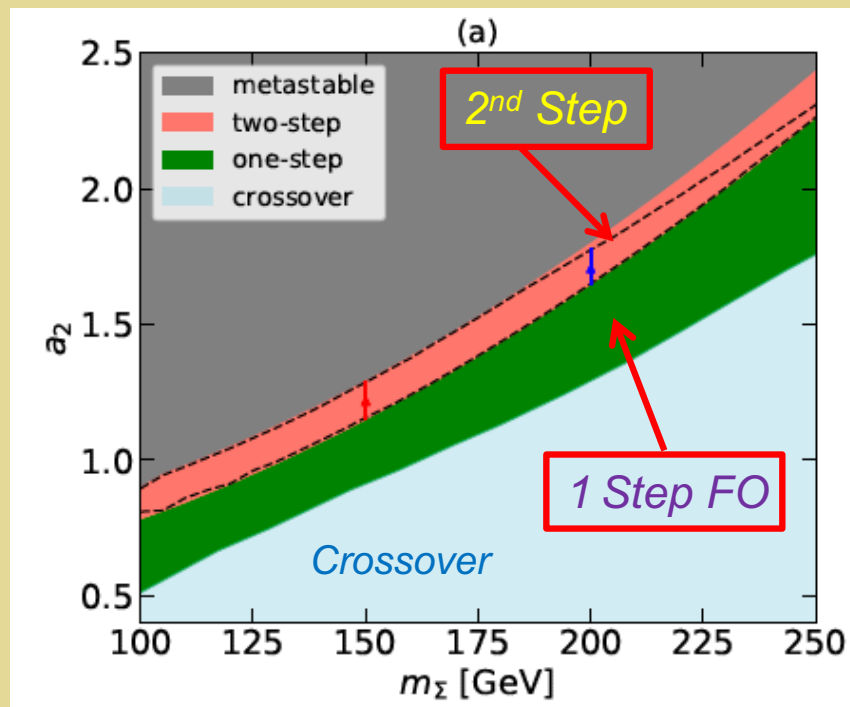 (a)
2.5
2.0
1.5
1.0
0.5
a₂
metastable
two-step
one-step
crossover
2ⁿᵈ Step
1 Step FO
Crossover
100 125 150 175 200 225 250
m_Σ [GeV]